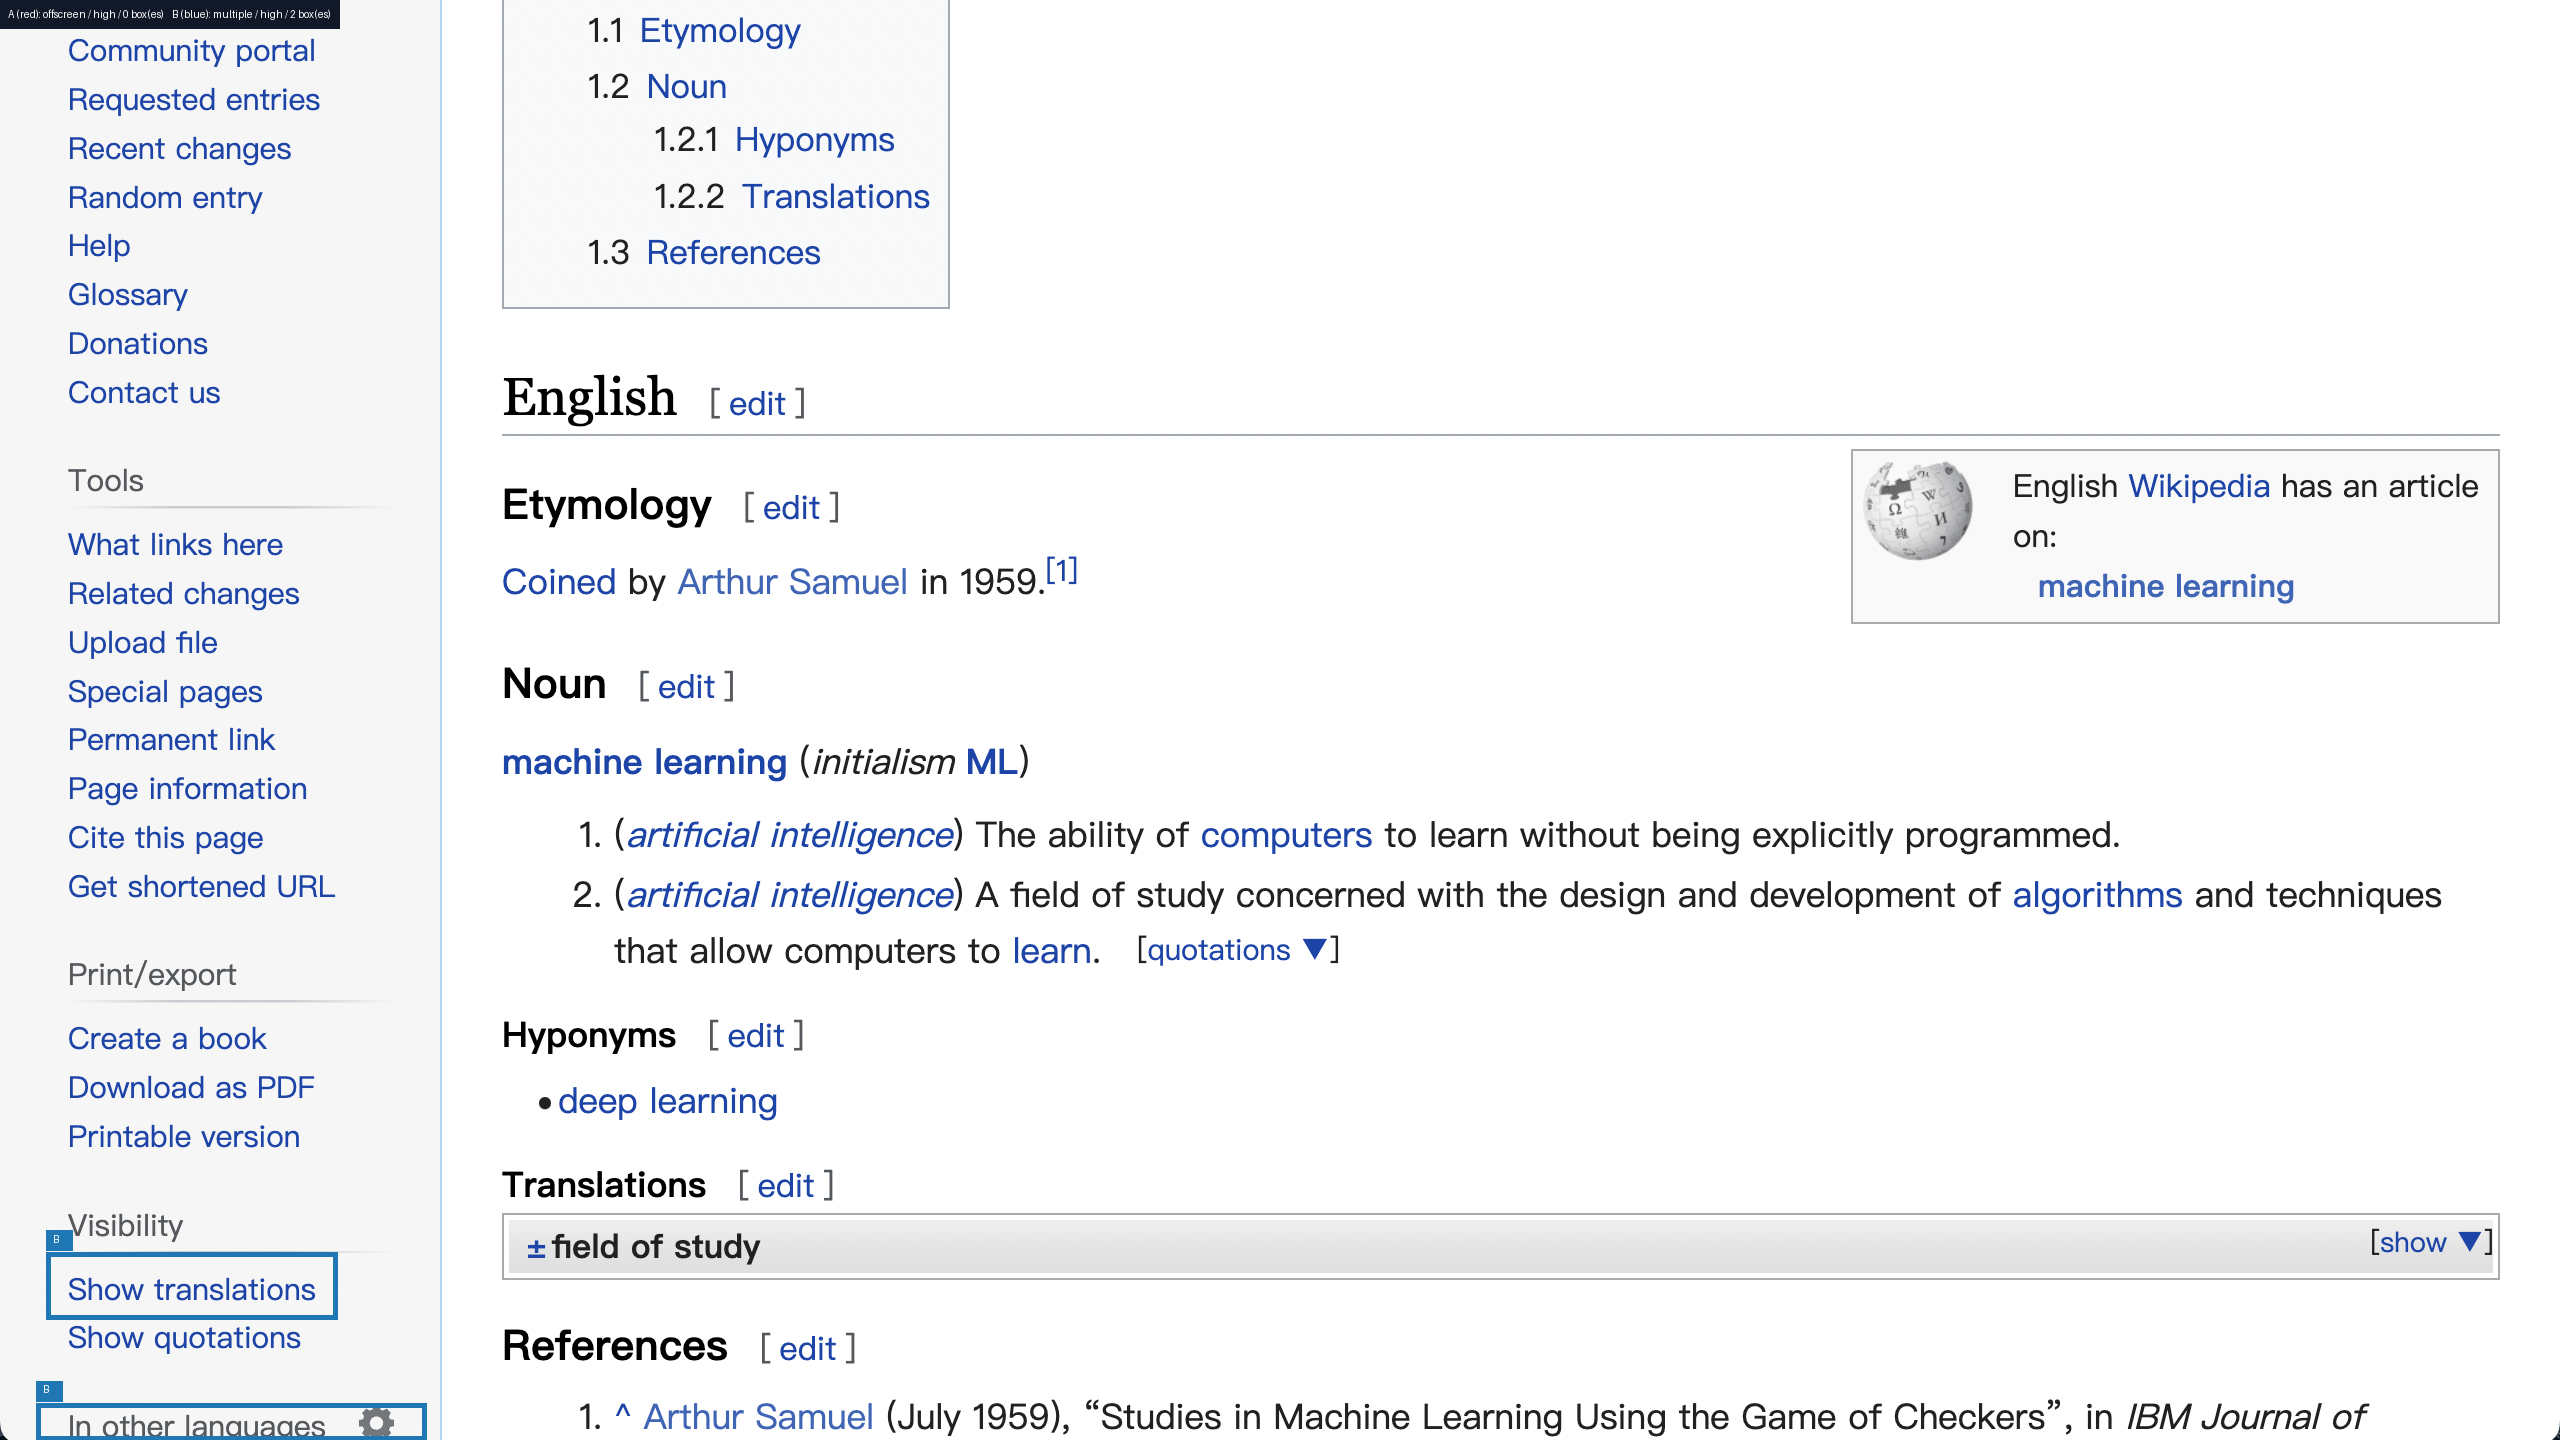 A (red): offscreen / high / 0 box(es) B (blue): multiple / high / 2 box(es)
Community portal
Requested entries
Recent changes
Random entry
Help
Glossary
Donations
Contact us
Tools
What links here
Related changes
Upload file
Special pages
Permanent link
Page information
Cite this page
Get shortened URL
Print/export
Create a book
Download as PDF
Printable version
Visibility
B
Show translations
Show quotations
B
In other languages
1.1 Etymology
1.2 Noun
1.2.1 Hyponyms
1.2.2 Translations
1.3 References
English [ edit ]
Etymology [ edit ]
Coined by Arthur Samuel in 1959.[1]
English Wikipedia has an article
on:
machine learning
Noun [ edit ]
machine learning (initialism ML)
1. (artificial intelligence) The ability of computers to learn without being explicitly programmed.
2. (artificial intelligence) A field of study concerned with the design and development of algorithms and techniques
that allow computers to learn. [quotations ▼]
Hyponyms [ edit ]
• deep learning
Translations [ edit ]
± field of study [show ▼]
References [ edit ]
1. ^ Arthur Samuel (July 1959), “Studies in Machine Learning Using the Game of Checkers”, in IBM Journal of